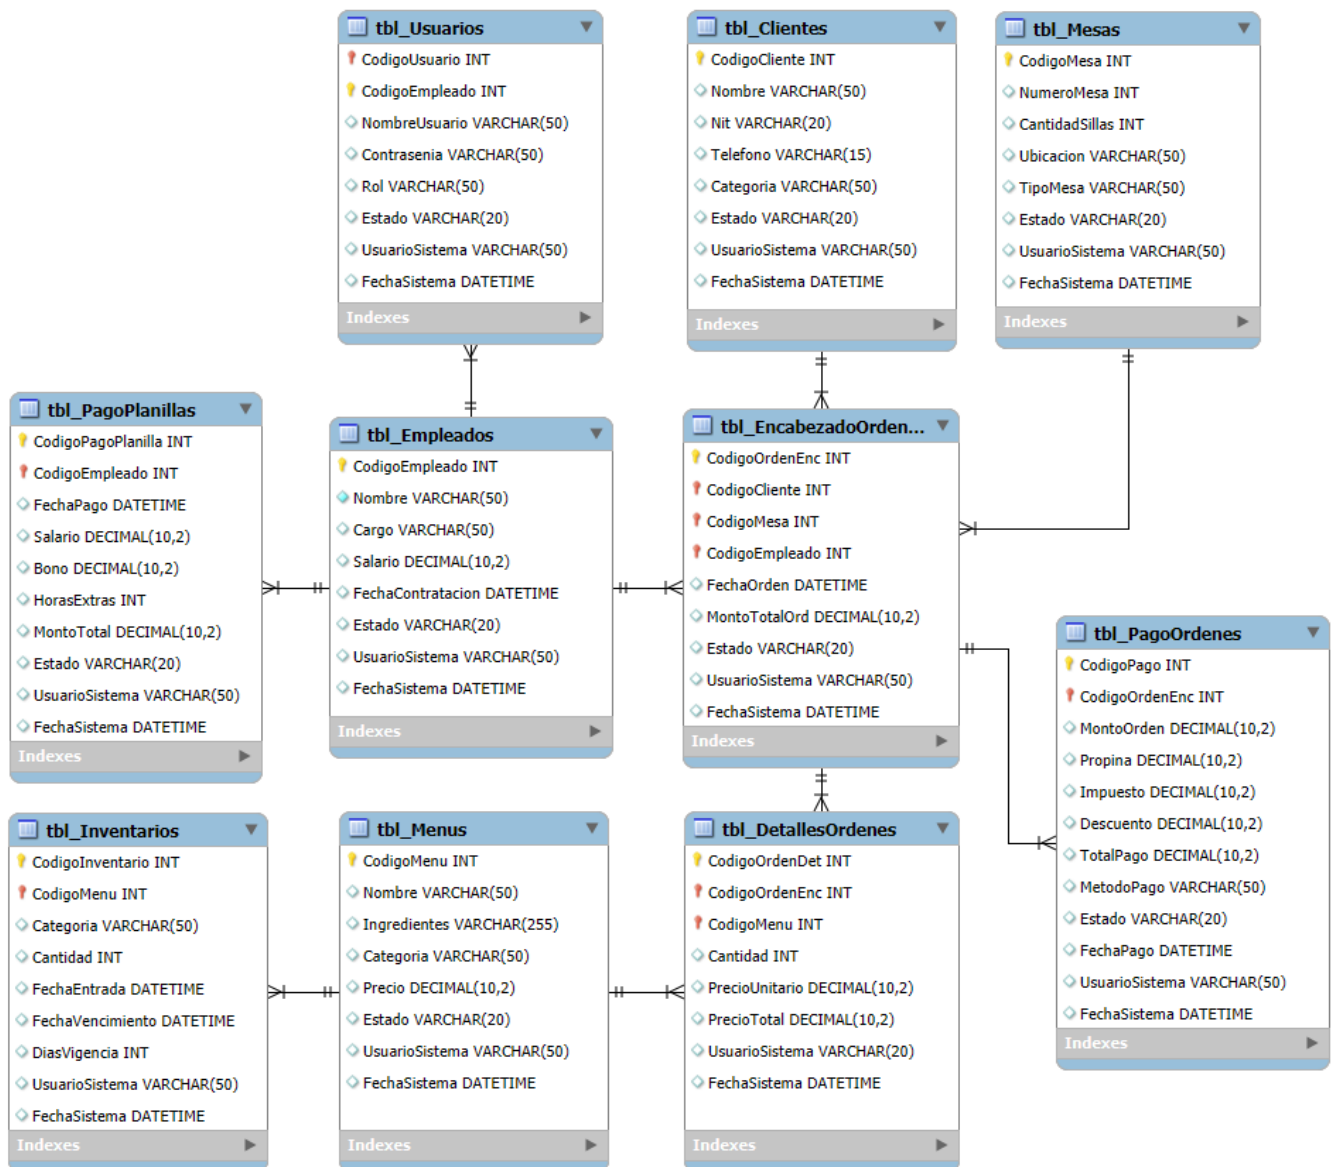 tbl_Usuarios
CodigoUsuario INT
CodigoEmpleado INT
NombreUsuario VARCHAR(50)
Contrasenia VARCHAR(50)
Rol VARCHAR(50)
Estado VARCHAR(20)
UsuarioSistema VARCHAR(50)
FechaSistema DATETIME
Indexes
tbl_Clientes
CodigoCliente INT
Nombre VARCHAR(50)
Nit VARCHAR(20)
Telefono VARCHAR(15)
Categoria VARCHAR(50)
Estado VARCHAR(20)
UsuarioSistema VARCHAR(50)
FechaSistema DATETIME
Indexes
tbl_Mesas
CodigoMesa INT
NumeroMesa INT
CantidadSillas INT
Ubicacion VARCHAR(50)
TipoMesa VARCHAR(50)
Estado VARCHAR(20)
UsuarioSistema VARCHAR(50)
FechaSistema DATETIME
Indexes
tbl_PagoPlanillas
CodigoPagoPlanilla INT
CodigoEmpleado INT
FechaPago DATETIME
Salario DECIMAL(10,2)
Bono DECIMAL(10,2)
HorasExtras INT
MontoTotal DECIMAL(10,2)
Estado VARCHAR(20)
UsuarioSistema VARCHAR(50)
FechaSistema DATETIME
Indexes
tbl_Empleados
CodigoEmpleado INT
Nombre VARCHAR(50)
Cargo VARCHAR(50)
Salario DECIMAL(10,2)
FechaContratacion DATETIME
Estado VARCHAR(20)
UsuarioSistema VARCHAR(50)
FechaSistema DATETIME
Indexes
tbl_EncabezadoOrden...
CodigoOrdenEnc INT
CodigoCliente INT
CodigoMesa INT
CodigoEmpleado INT
FechaOrden DATETIME
MontoTotalOrd DECIMAL(10,2)
Estado VARCHAR(20)
UsuarioSistema VARCHAR(50)
FechaSistema DATETIME
Indexes
tbl_PagoOrdenes
CodigoPago INT
CodigoOrdenEnc INT
MontoOrden DECIMAL(10,2)
Propina DECIMAL(10,2)
Impuesto DECIMAL(10,2)
Descuento DECIMAL(10,2)
TotalPago DECIMAL(10,2)
MetodoPago VARCHAR(50)
Estado VARCHAR(20)
FechaPago DATETIME
UsuarioSistema VARCHAR(50)
FechaSistema DATETIME
Indexes
tbl_Inventarios
CodigoInventario INT
CodigoMenu INT
Categoria VARCHAR(50)
Cantidad INT
FechaEntrada DATETIME
FechaVencimiento DATETIME
DiasVigencia INT
UsuarioSistema VARCHAR(50)
FechaSistema DATETIME
Indexes
tbl_Menus
CodigoMenu INT
Nombre VARCHAR(50)
Ingredientes VARCHAR(255)
Categoria VARCHAR(50)
Precio DECIMAL(10,2)
Estado VARCHAR(20)
UsuarioSistema VARCHAR(50)
FechaSistema DATETIME
Indexes
tbl_DetallesOrdenes
CodigoOrdenDet INT
CodigoOrdenEnc INT
CodigoMenu INT
Cantidad INT
PrecioUnitario DECIMAL(10,2)
PrecioTotal DECIMAL(10,2)
UsuarioSistema VARCHAR(20)
FechaSistema DATETIME
Indexes